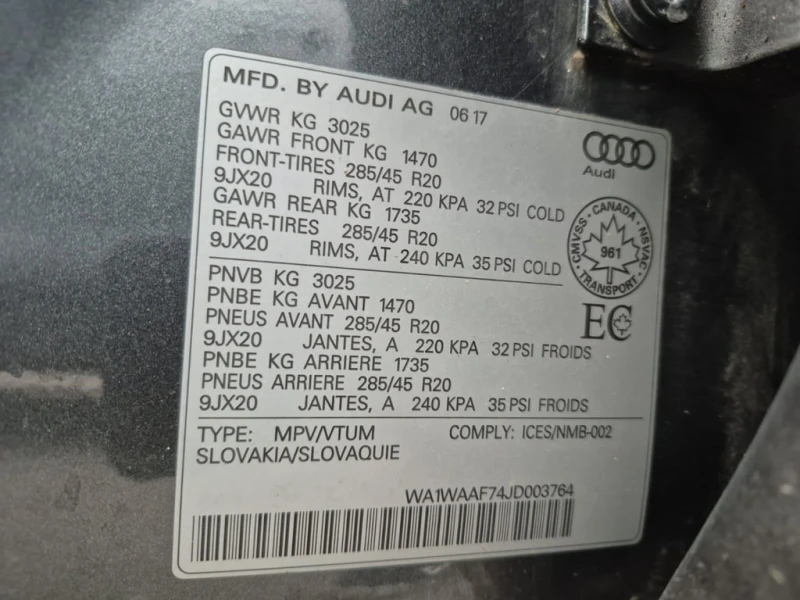 MFD. BY AUDI AG 06 17
GVWR KG 3025
GAWR FRONT KG 1470
FRONT-TIRES 285/45 R20
9JX20 RIMS, AT 220 KPA 32 PSI COLD
GAWR REAR KG 1735
REAR-TIRES 285/45 R20
9JX20 RIMS, AT 240 KPA 35 PSI COLD
Audi
CMVSS · CANADA · NSVAC · TRANSPORT ·
961
EC
PNVB KG 3025
PNBE KG AVANT 1470
PNEUS AVANT 285/45 R20
9JX20 JANTES, A 220 KPA 32 PSI FROIDS
PNBE KG ARRIERE 1735
PNEUS ARRIERE 285/45 R20
9JX20 JANTES, A 240 KPA 35 PSI FROIDS
TYPE: MPV/VTUM COMPLY: ICES/NMB-002
SLOVAKIA/SLOVAQUIE
WA1WAAF74JD003764